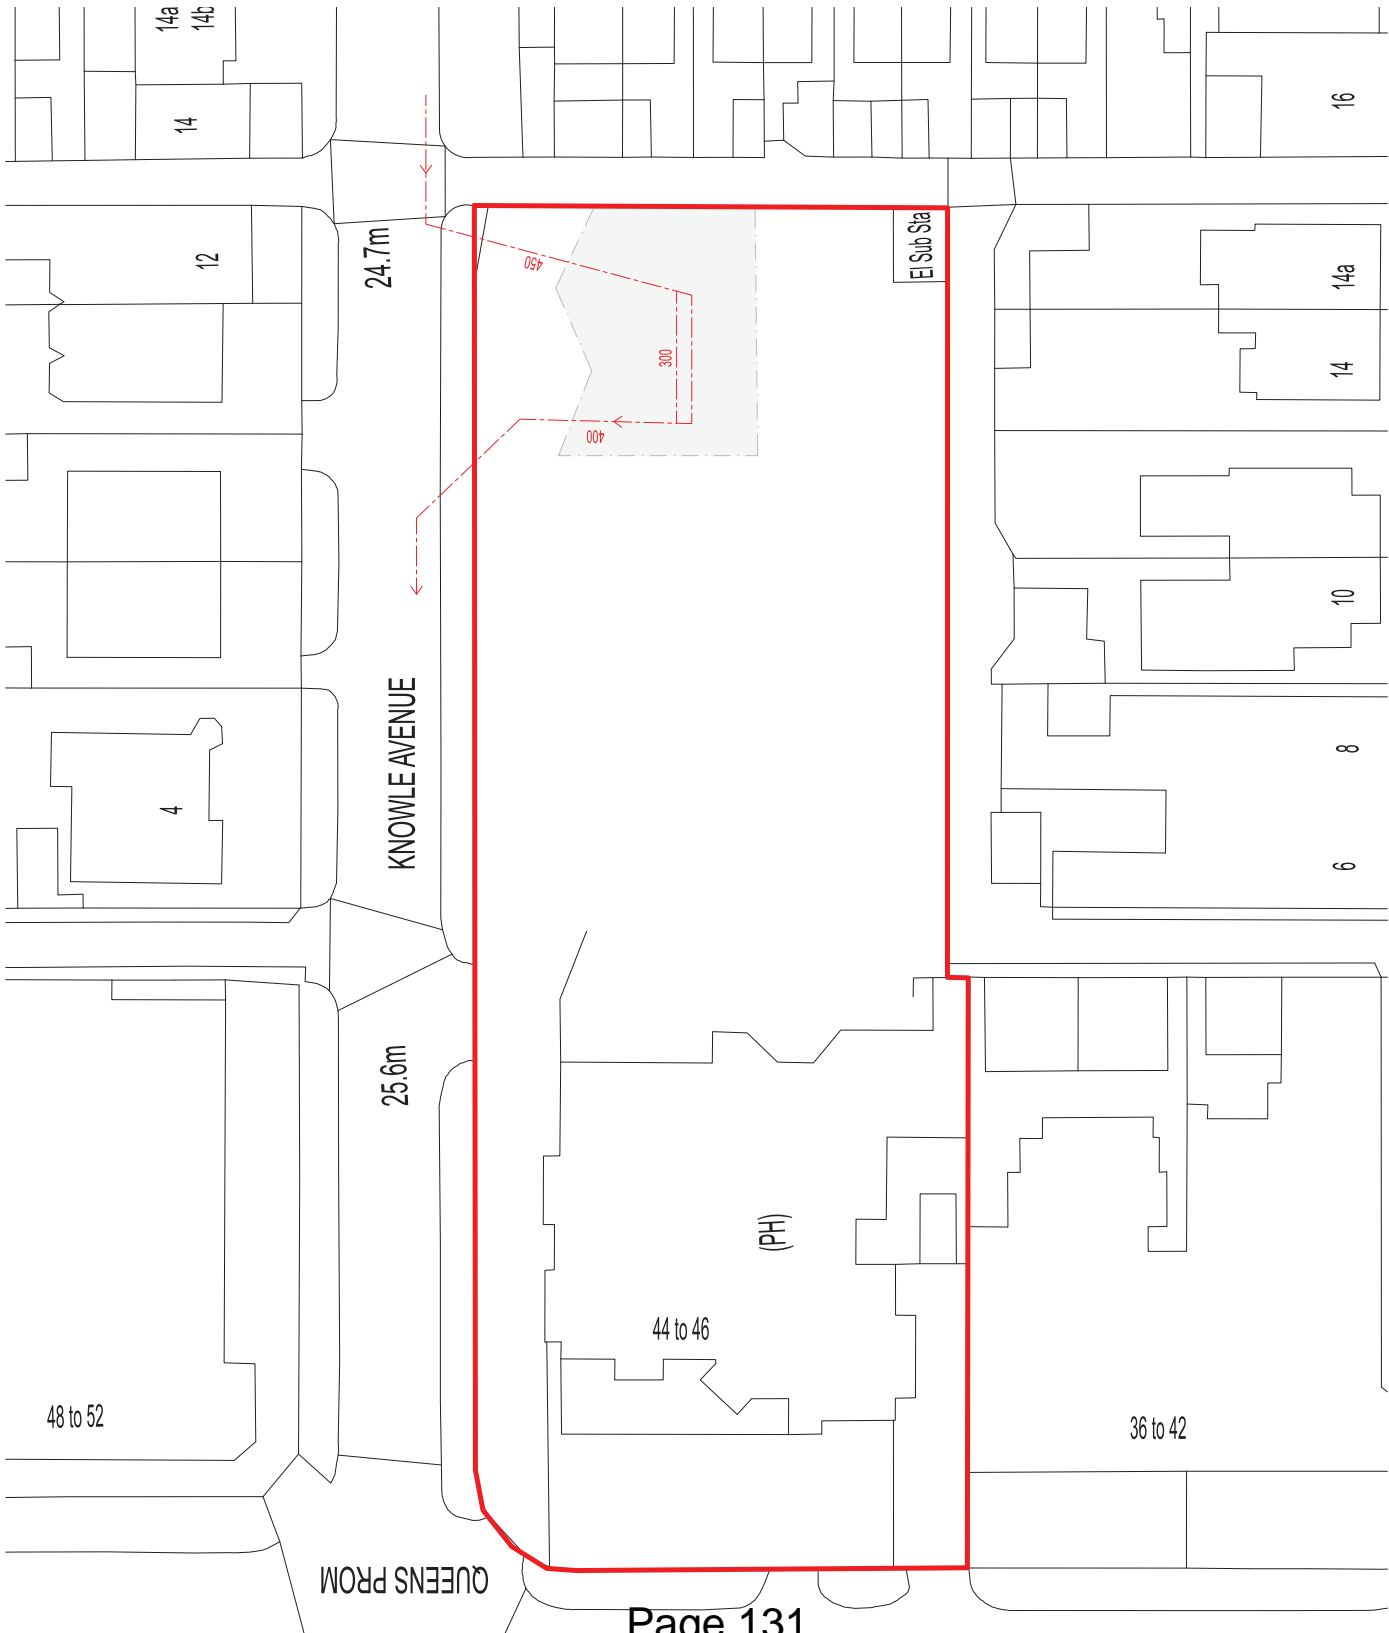 14a
14b
14
16
12
24.7m
450
El Sub Sta
14a
300
14
400
10
KNOWLE AVENUE
8
4
6
25.6m
(PH)
44 to 46
48 to 52
36 to 42
QUEENS PROM
Page 131